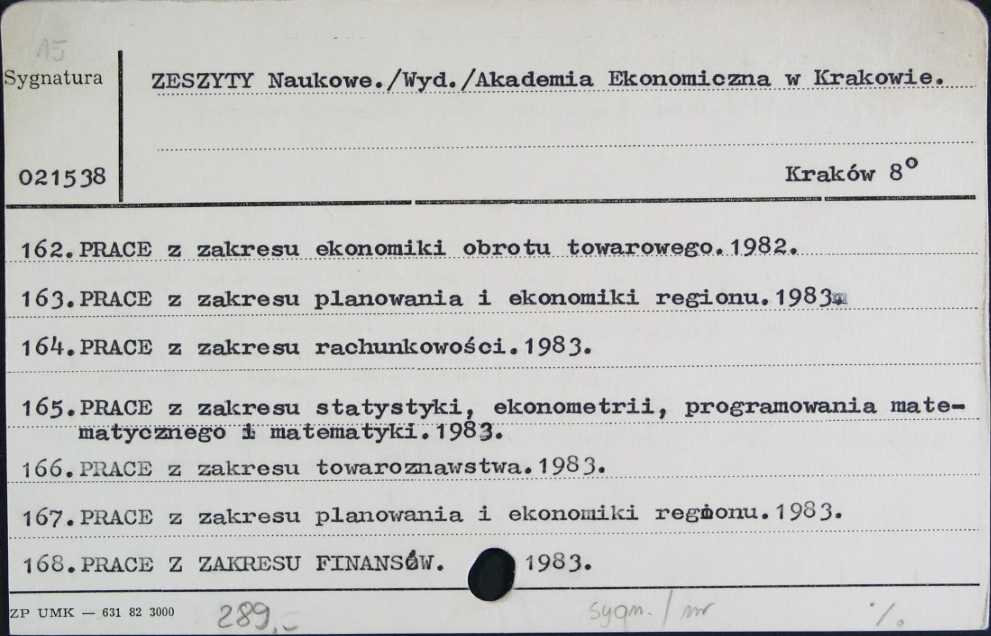 15
Sygnatura
ZESZYTY Naukowe./Wyd./Akademia Ekonomiczna w Krakowie.
021538
Kraków 8°
162.PRACE z zakresu ekonomiki obrotu towarowego.1982.
163.PRACE z zakresu planowania i ekonomiki regionu.1983.
164.PRACE z zakresu rachunkowości.1983.
165.PRACE z zakresu statystyki, ekonometrii, programowania mate-
matycznego i matematyki.1983.
166.PRACE z zakresu towaroznawstwa.1983.
167.PRACE z zakresu planowania i ekonomiki regionu.1983.
168.PRACE Z ZAKRESU FINANSÓW. 1983.
ZP UMK — 631 82 3000
289,-
sygn. / nr